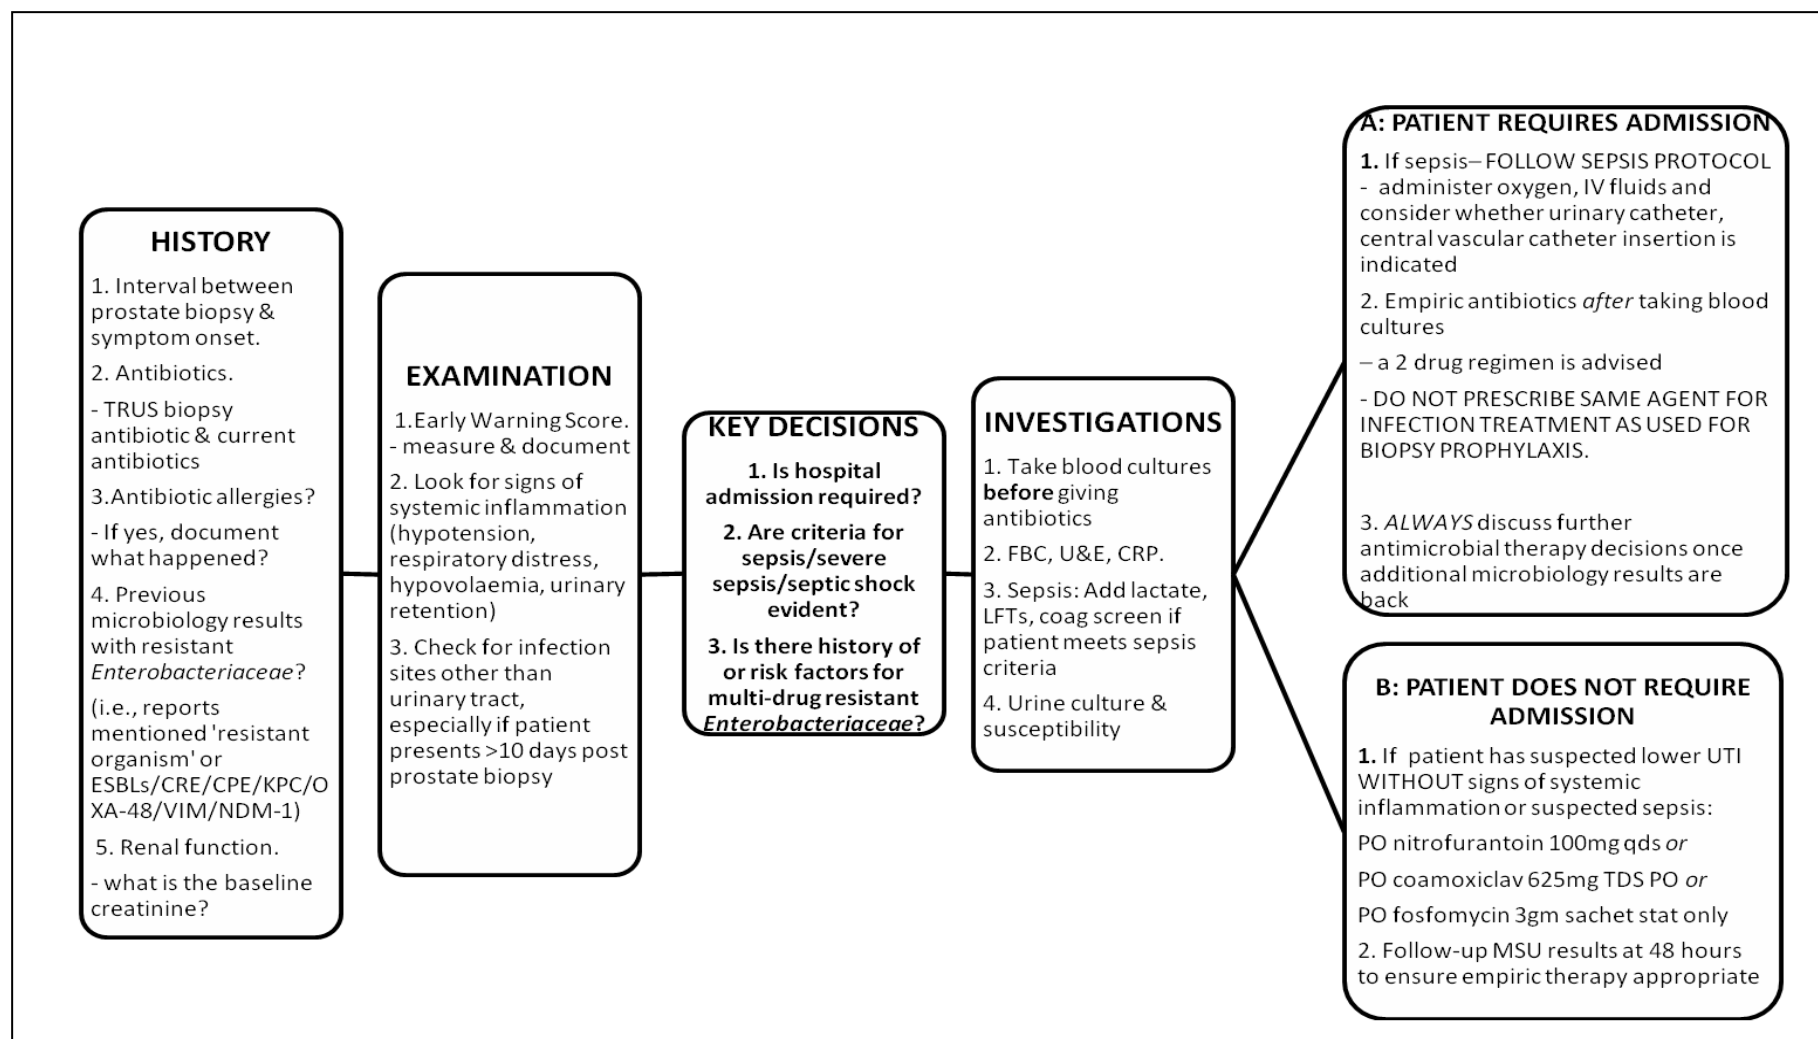 HISTORY
1. Interval between
prostate biopsy &
symptom onset.
2. Antibiotics.
- TRUS biopsy
antibiotic & current
antibiotics
3.Antibiotic allergies?
- If yes, document
what happened?
4. Previous
microbiology results
with resistant
Enterobacteriaceae?
(i.e., reports
mentioned 'resistant
organism' or
ESBLs/CRE/CPE/KPC/O
XA-48/VIM/NDM-1)
5. Renal function.
- what is the baseline
creatinine?
EXAMINATION
1.Early Warning Score.
- measure & document
2. Look for signs of
systemic inflammation
(hypotension,
respiratory distress,
hypovolaemia, urinary
retention)
3. Check for infection
sites other than
urinary tract,
especially if patient
presents >10 days post
prostate biopsy
KEY DECISIONS
1. Is hospital
admission required?
2. Are criteria for
sepsis/severe
sepsis/septic shock
evident?
3. Is there history of
or risk factors for
multi-drug resistant
Enterobacteriaceae?
INVESTIGATIONS
1. Take blood cultures
before giving
antibiotics
2. FBC, U&E, CRP.
3. Sepsis: Add lactate,
LFTs, coag screen if
patient meets sepsis
criteria
4. Urine culture &
susceptibility
A: PATIENT REQUIRES ADMISSION
1. If sepsis– FOLLOW SEPSIS PROTOCOL
- administer oxygen, IV fluids and
consider whether urinary catheter,
central vascular catheter insertion is
indicated
2. Empiric antibiotics after taking blood
cultures
– a 2 drug regimen is advised
- DO NOT PRESCRIBE SAME AGENT FOR
INFECTION TREATMENT AS USED FOR
BIOPSY PROPHYLAXIS.
3. ALWAYS discuss further
antimicrobial therapy decisions once
additional microbiology results are
back
B: PATIENT DOES NOT REQUIRE
ADMISSION
1. If patient has suspected lower UTI
WITHOUT signs of systemic
inflammation or suspected sepsis:
PO nitrofurantoin 100mg qds or
PO coamoxiclav 625mg TDS PO or
PO fosfomycin 3gm sachet stat only
2. Follow-up MSU results at 48 hours
to ensure empiric therapy appropriate